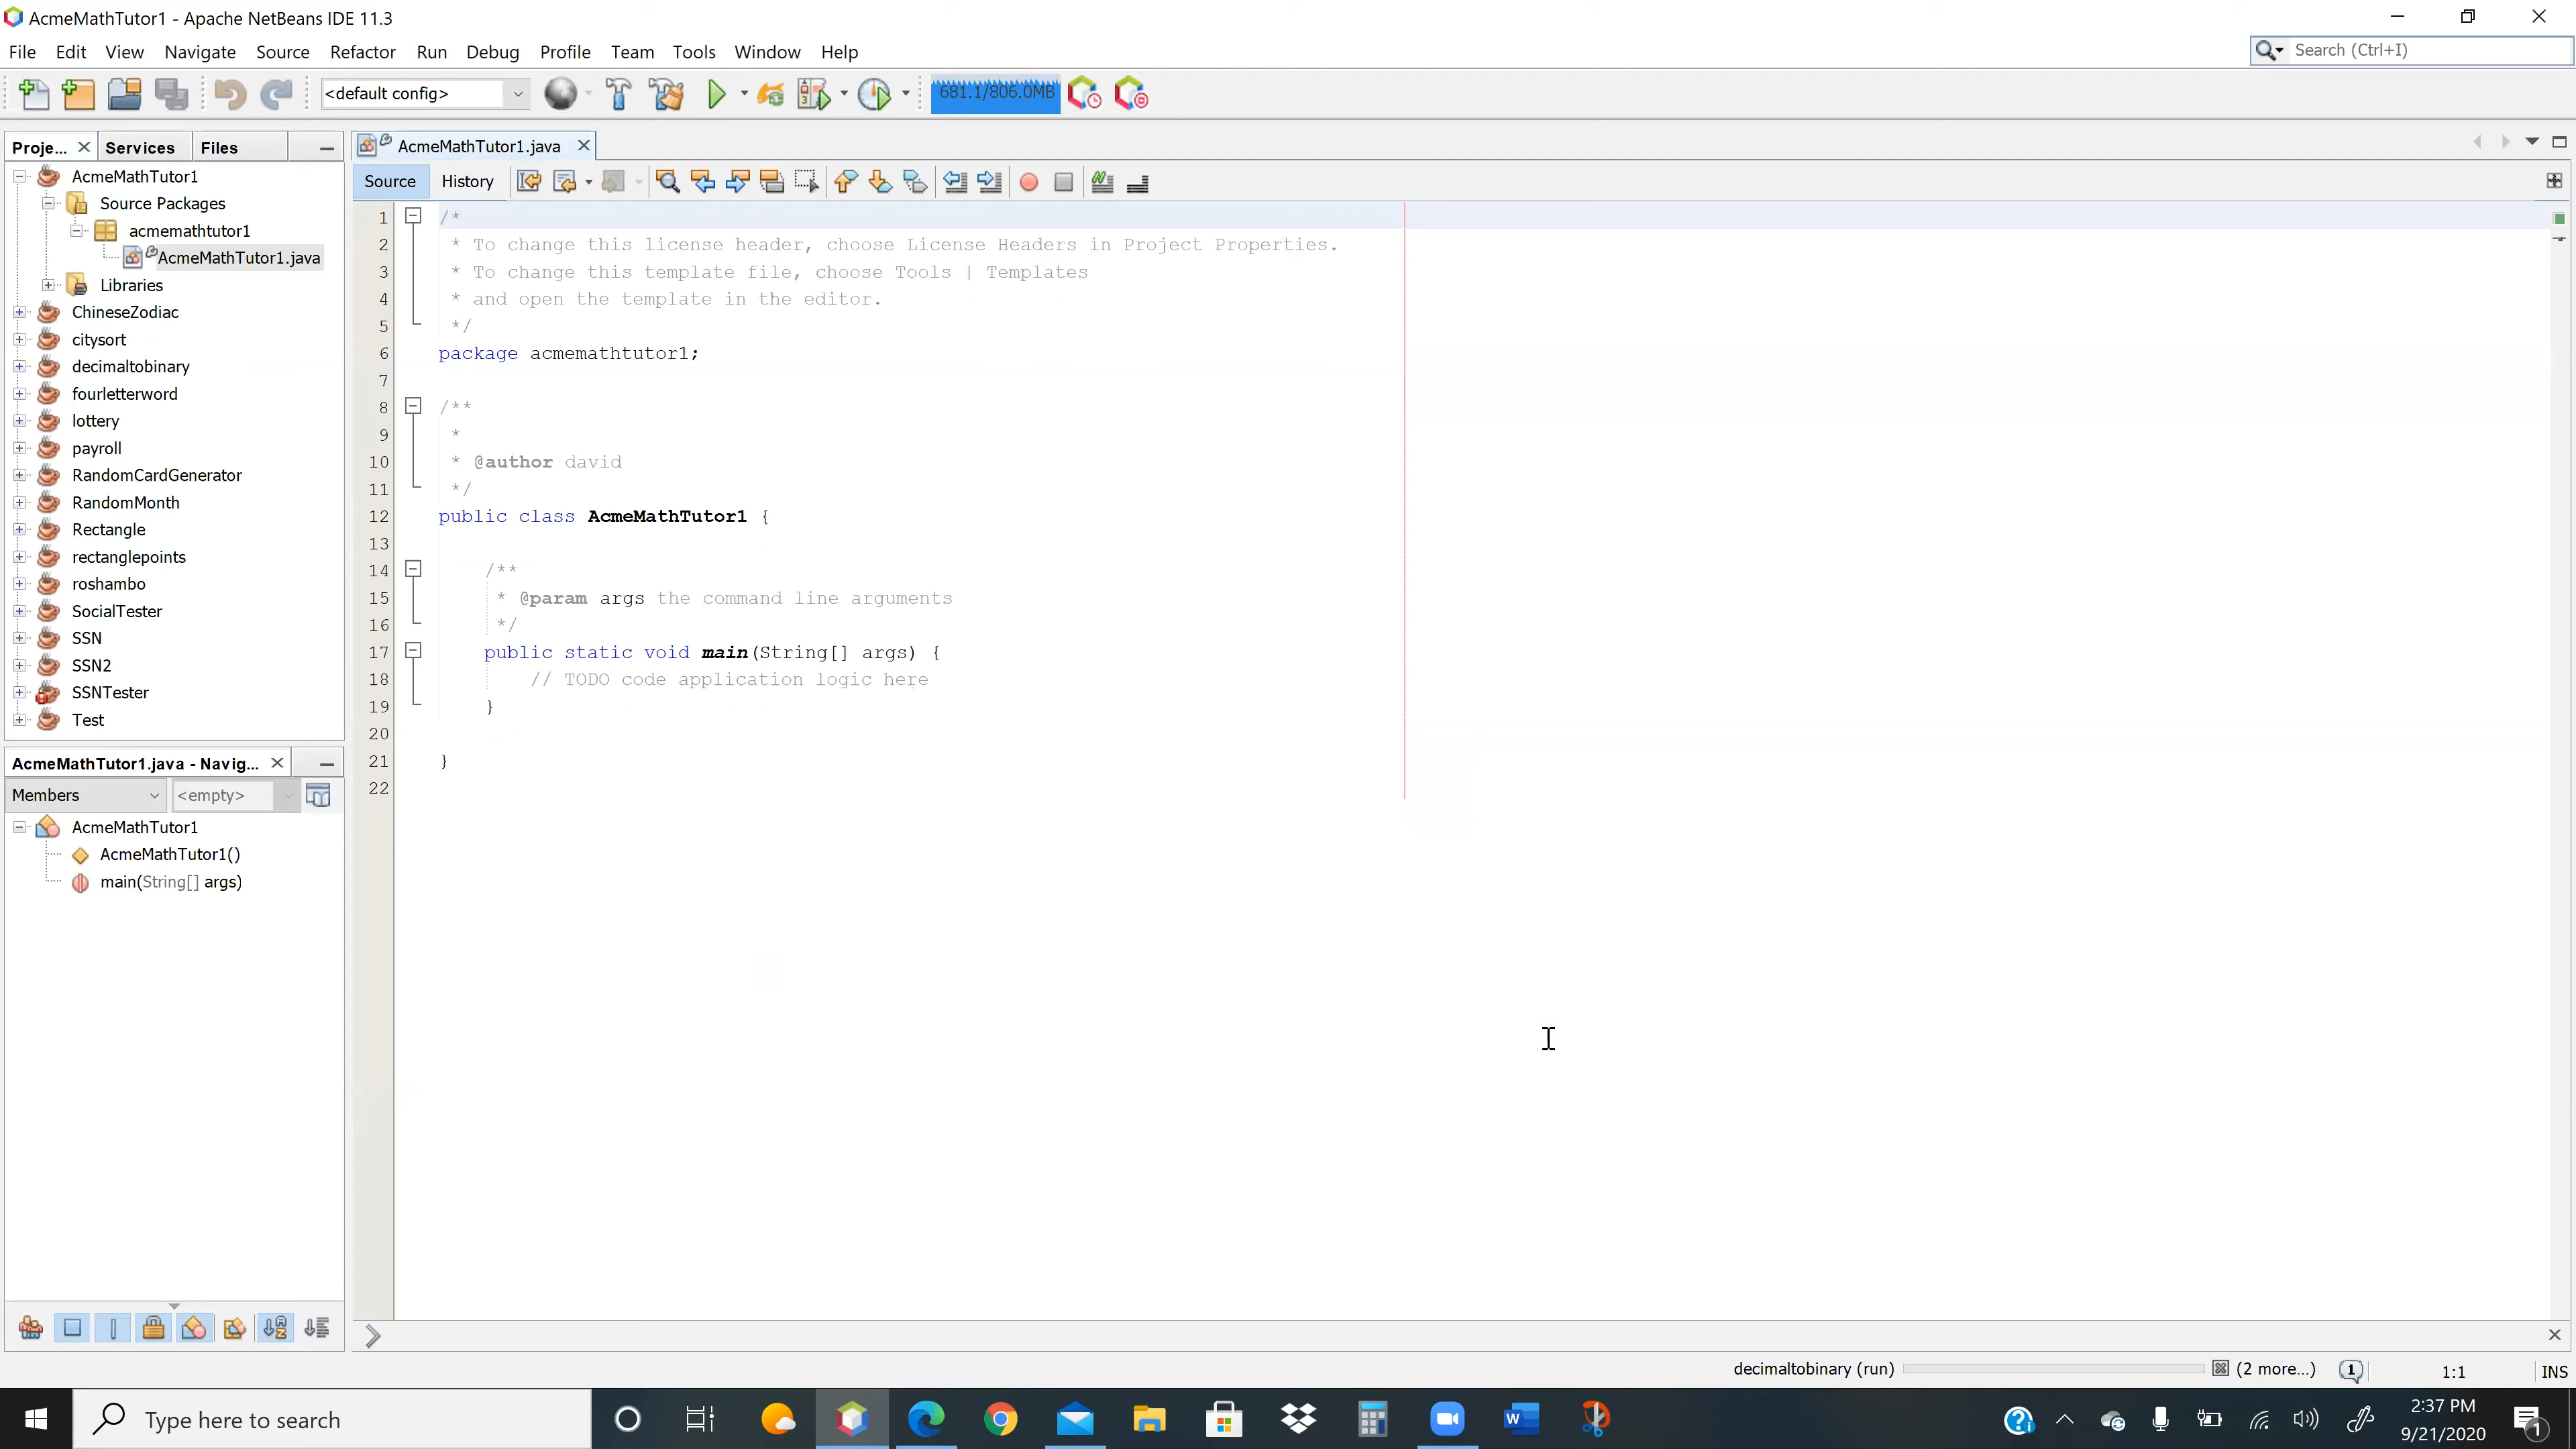 AcmeMathTutor1 - Apache NetBeans IDE 11.3
File Edit View Navigate Source Refactor Run Debug Profile Team Tools Window Help
Search (Ctrl+I)
<default config>
681.1/806.0MB
Proje... Services Files
AcmeMathTutor1
Source Packages
acmemathtutor1
AcmeMathTutor1.java
Libraries
ChineseZodiac
citysort
decimaltobinary
fourletterword
lottery
payroll
RandomCardGenerator
RandomMonth
Rectangle
rectanglepoints
roshambo
SocialTester
SSN
SSN2
SSNTester
Test
AcmeMathTutor1.java - Navig...
Members <empty>
AcmeMathTutor1
AcmeMathTutor1()
main(String[] args)
AcmeMathTutor1.java
Source History
1 /*
2 * To change this license header, choose License Headers in Project Properties.
3 * To change this template file, choose Tools | Templates
4 * and open the template in the editor.
5 */
6 package acmemathtutor1;
7
8 /**
9 *
10 * @author david
11 */
12 public class AcmeMathTutor1 {
13
14 /**
15 * @param args the command line arguments
16 */
17 public static void main(String[] args) {
18 // TODO code application logic here
19 }
20
21 }
22
decimaltobinary (run) (2 more...) 1 1:1 INS
Type here to search
2:37 PM
9/21/2020
1